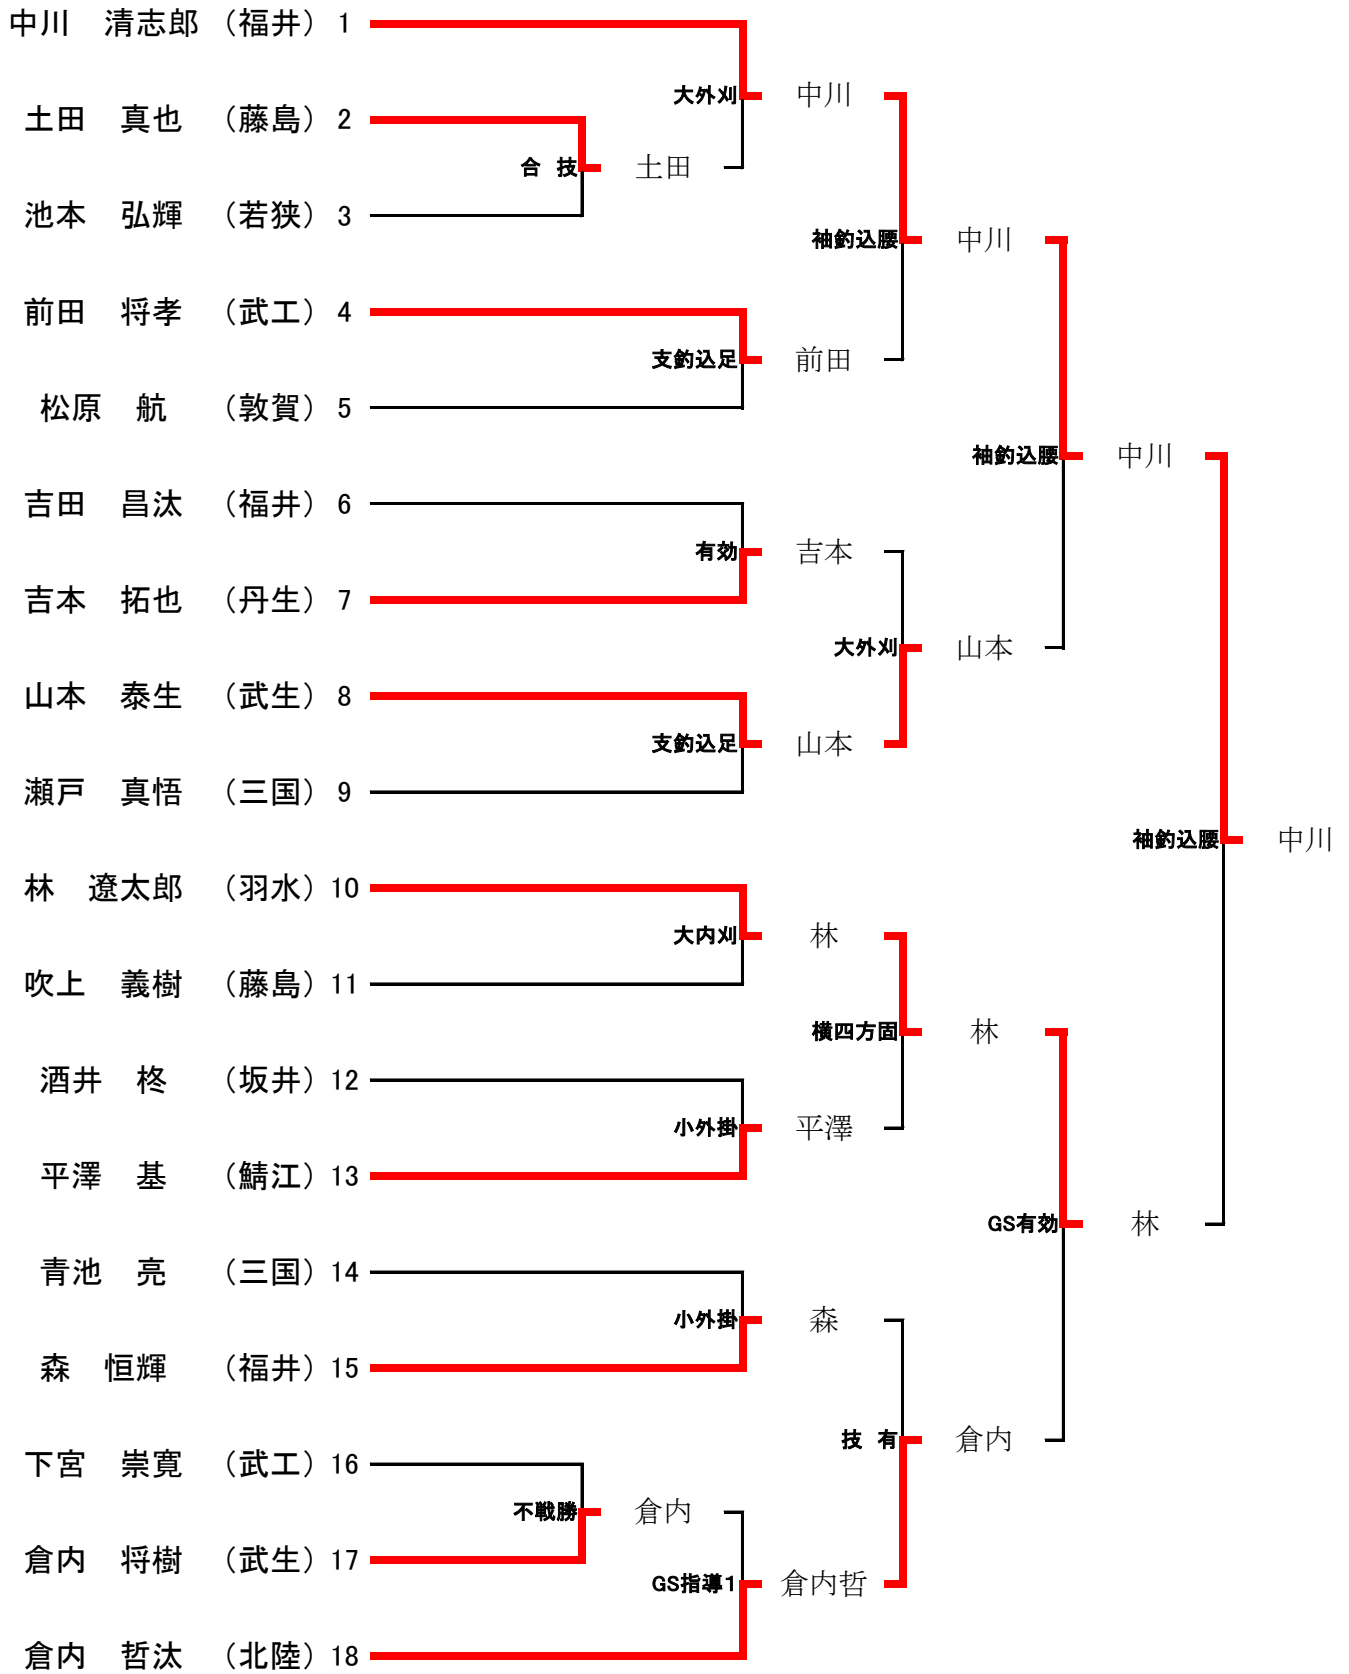 中川　清志郎（福井）1
大外刈　中川
土田　真也　（藤島）2
合 技　土田
池本　弘輝　（若狭）3
袖釣込腰　中川
前田　将孝　（武工）4
支釣込足　前田
松原　航　（敦賀）5
袖釣込腰　中川
吉田　昌汰　（福井）6
有効　吉本
吉本　拓也　（丹生）7
大外刈　山本
山本　泰生　（武生）8
支釣込足　山本
瀬戸　真悟　（三国）9
袖釣込腰　中川
林　遼太郎　（羽水）10
大内刈　林
吹上　義樹　（藤島）11
横四方固　林
酒井　柊　（坂井）12
小外掛　平澤
平澤　基　（鯖江）13
GS有効　林
青池　亮　（三国）14
小外掛　森
森　恒輝　（福井）15
技 有　倉内
下宮　崇寛　（武工）16
不戦勝　倉内
倉内　将樹　（武生）17
GS指導1　倉内哲
倉内　哲汰　（北陸）18